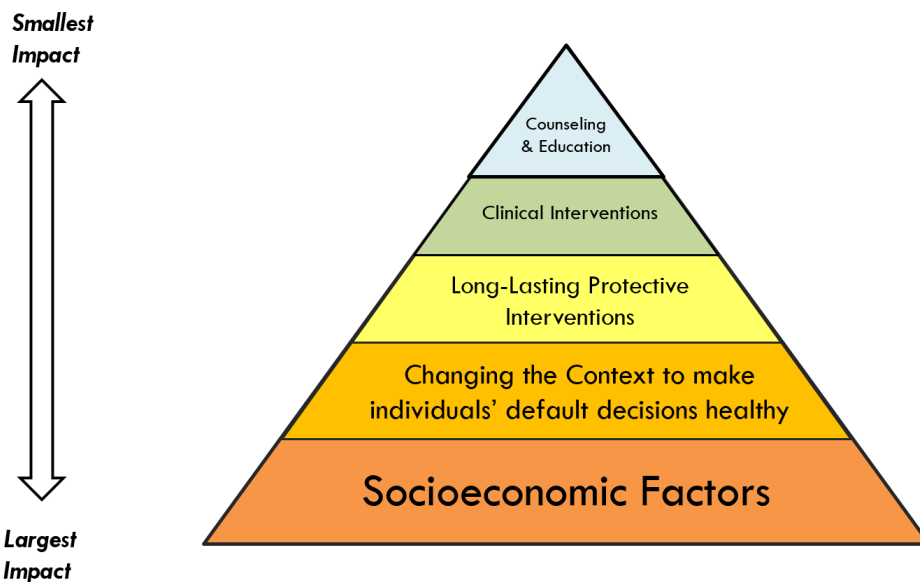 Smallest
Impact
Counseling
& Education
Clinical Interventions
Long-Lasting Protective
Interventions
Changing the Context to make
individuals’ default decisions healthy
Socioeconomic Factors
Largest
Impact